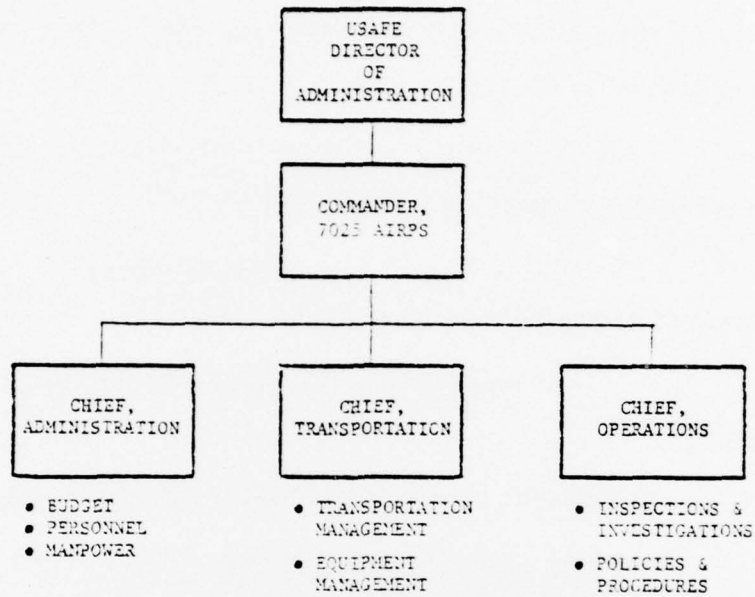 USAFE
DIRECTOR
OF
ADMINISTRATION
COMMANDER,
7025 AIRPS
CHIEF,
ADMINISTRATION
• BUDGET
• PERSONNEL
• MANPOWER
CHIEF,
TRANSPORTATION
• TRANSPORTATION
MANAGEMENT
• EQUIPMENT
MANAGEMENT
CHIEF,
OPERATIONS
• INSPECTIONS &
INVESTIGATIONS
• POLICIES &
PROCEDURES